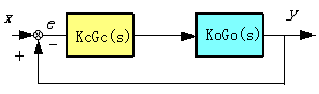 x e y
KcGc(s) KoGo(s)
+ −